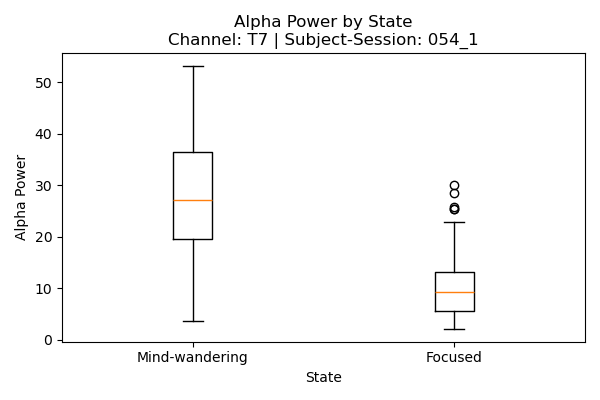 Alpha Power by State
Channel: T7 | Subject-Session: 054_1
Alpha Power
50
40
30
20
10
0
Mind-wandering
Focused
State